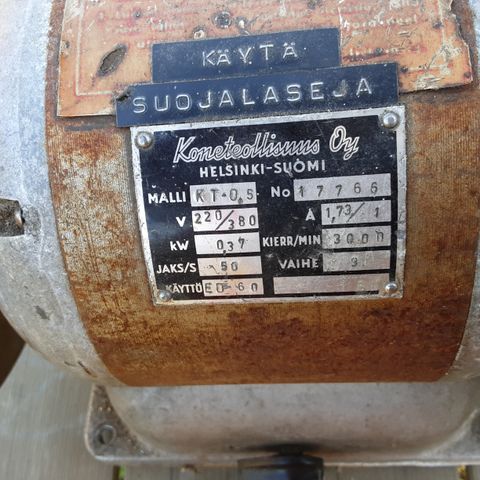 KÄYTÄ
SUOJALASEJA
Koneteollisuus Oy
HELSINKI-SUOMI
MALLI KT-0,5 No 17766
V 220/380 A 1,73/1
kW 0,37 KIERR/MIN 3000
JAKS/S 50 VAIHE 3
KÄYTTÖ ED-60